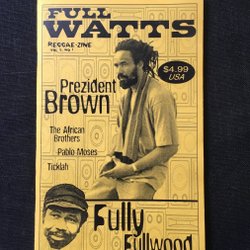 FULL
WATTS
REGGAE-ZINE
$4.99
USA
Prezident
Brown
The African
Brothers
Pablo Moses
Ticklah
Fully
Fullwood